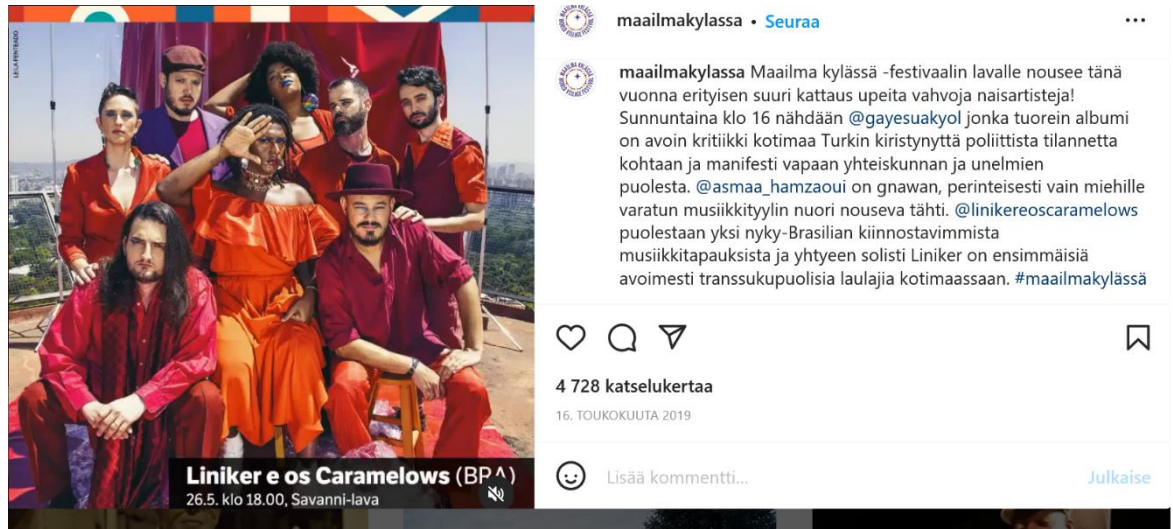 LEILA PENTEADO
Liniker e os Caramelows (BRA)
26.5. klo 18.00, Savanni-lava
maailmakylassa • Seuraa
maailmakylassa Maailma kylässä -festivaalin lavalle nousee tänä
vuonna erityisen suuri kattaus upeita vahvoja naisartisteja!
Sunnuntaina klo 16 nähdään @gayesuakyol jonka tuorein albumi
on avoin kritiikki kotimaa Turkin kiristynyttä poliittista tilannetta
kohtaan ja manifesti vapaan yhteiskunnan ja unelmien
puolesta. @asmaa_hamzaoui on gnawan, perinteisesti vain miehille
varatun musiikkityylin nuori nouseva tähti. @linikereoscaramelows
puolestaan yksi nyky-Brasilian kiinnostavimmista
musiikkitapauksista ja yhtyeen solisti Liniker on ensimmäisiä
avoimesti transsukupuolisia laulajia kotimaassaan. #maailmakylässä
4 728 katselukertaa
16. TOUKOKUUTA 2019
Lisää kommentti...
Julkaise